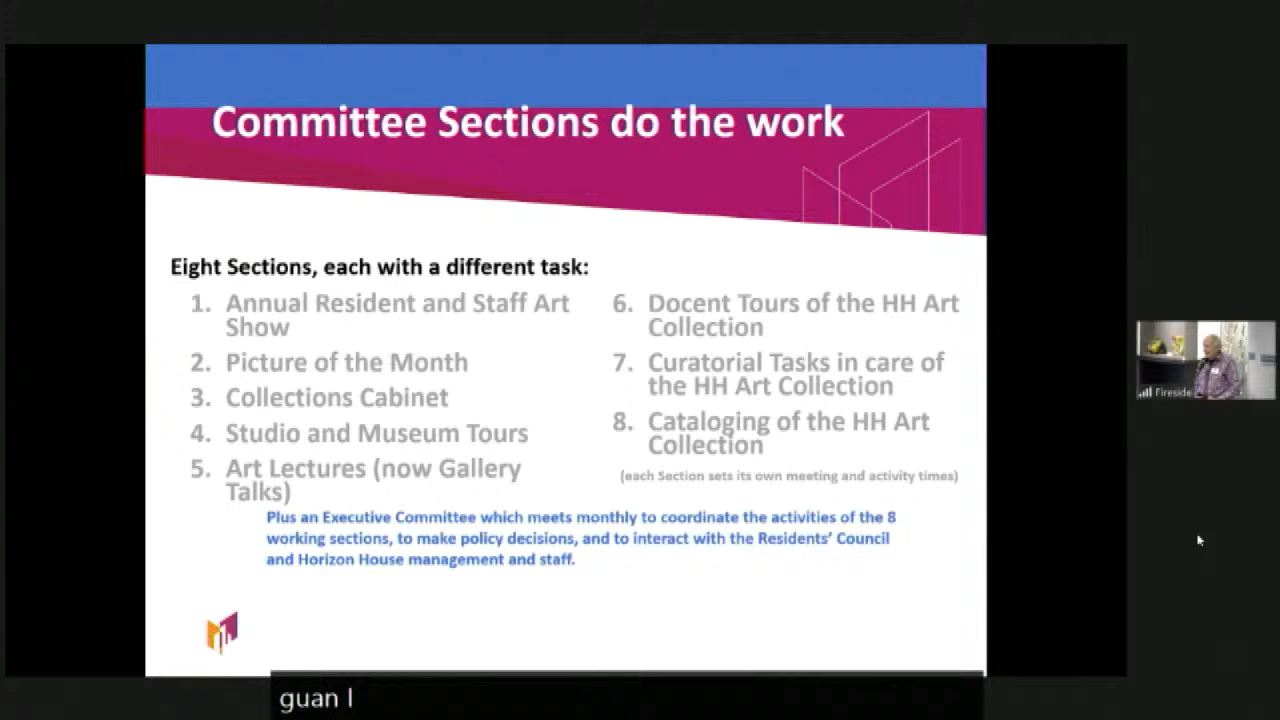 Committee Sections do the work
Eight Sections, each with a different task:
1. Annual Resident and Staff Art
Show
2. Picture of the Month
3. Collections Cabinet
4. Studio and Museum Tours
5. Art Lectures (now Gallery
Talks)
6. Docent Tours of the HH Art
Collection
7. Curatorial Tasks in care of
the HH Art Collection
8. Cataloging of the HH Art
Collection
(each Section sets its own meeting and activity times)
Plus an Executive Committee which meets monthly to coordinate the activities of the 8
working sections, to make policy decisions, and to interact with the Residents' Council
and Horizon House management and staff.
Fireside
guan l